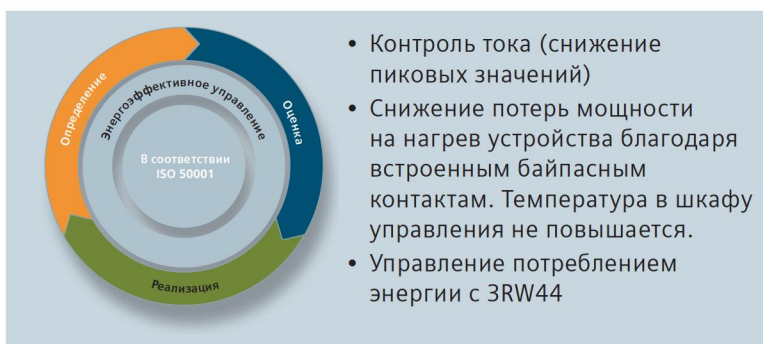 Определение
Оценка
Энергоэффективное управление
В соответствии
ISO 50001
Реализация
• Контроль тока (снижение
пиковых значений)
• Снижение потерь мощности
на нагрев устройства благодаря
встроенным байпасным
контактам. Температура в шкафу
управления не повышается.
• Управление потреблением
энергии с 3RW44